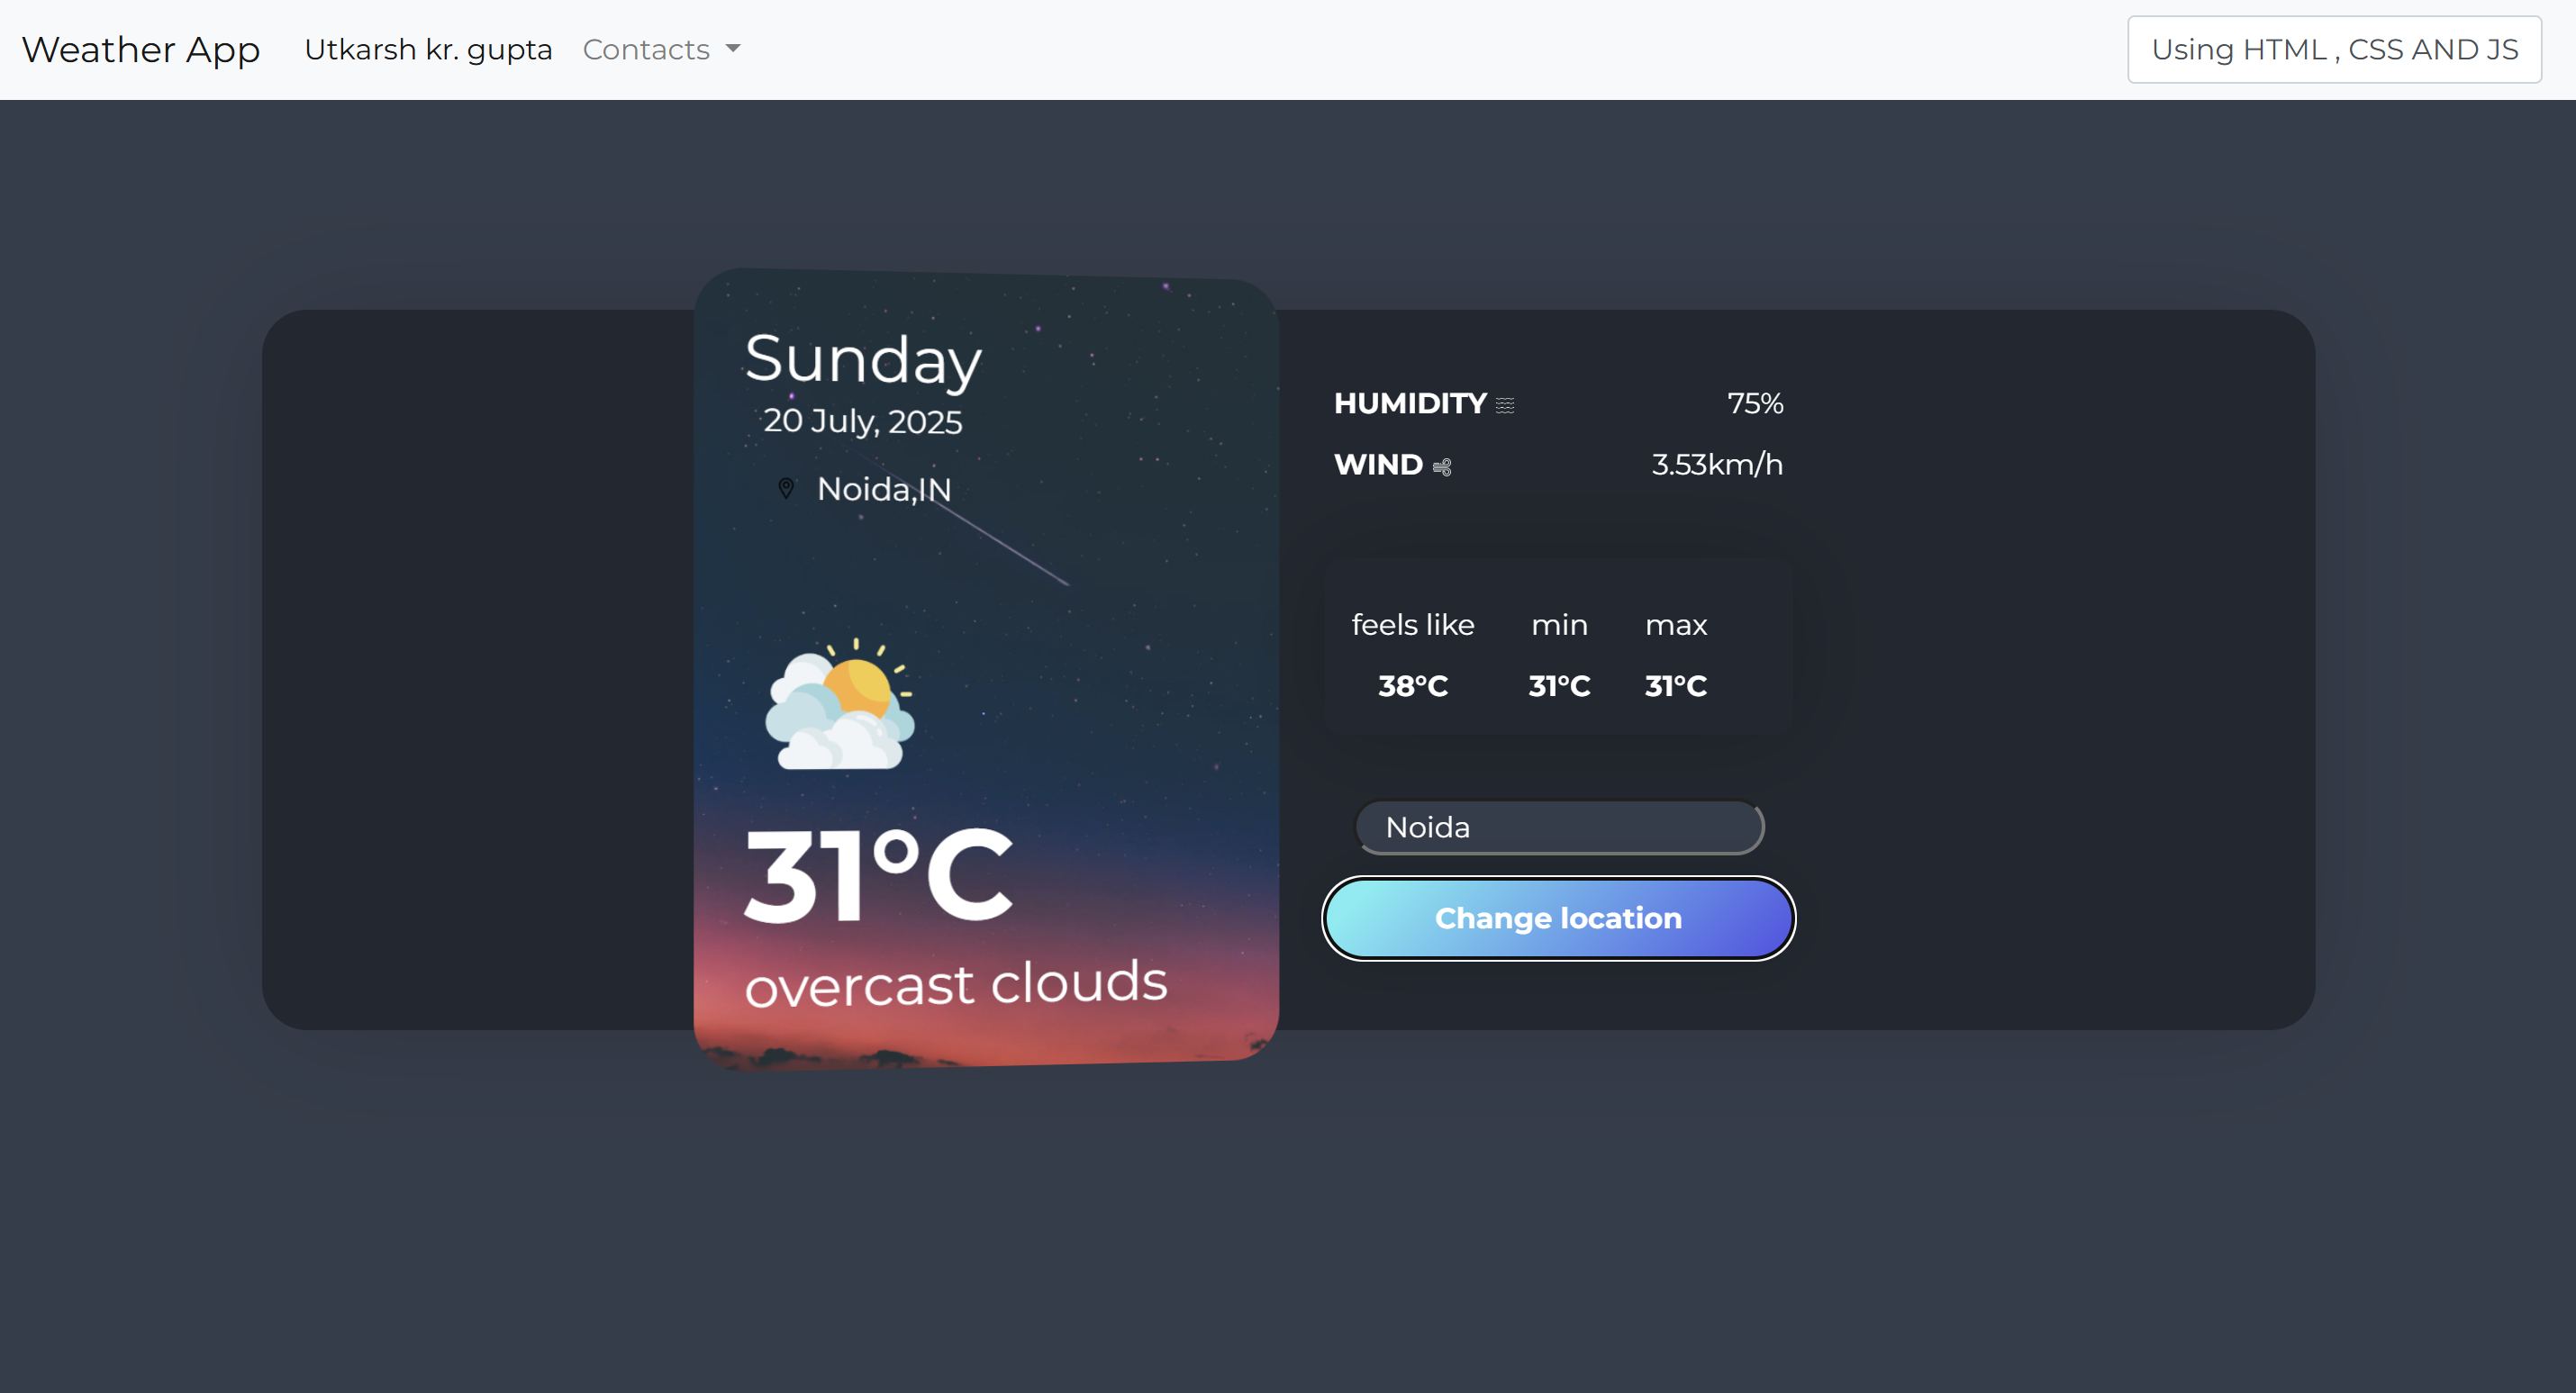 Weather App
Utkarsh kr. gupta
Contacts
Using HTML , CSS AND JS
Sunday
20 July, 2025
Noida,IN
31°C
overcast clouds
HUMIDITY 75%
WIND 3.53km/h
feels like min max
38°C 31°C 31°C
Noida
Change location